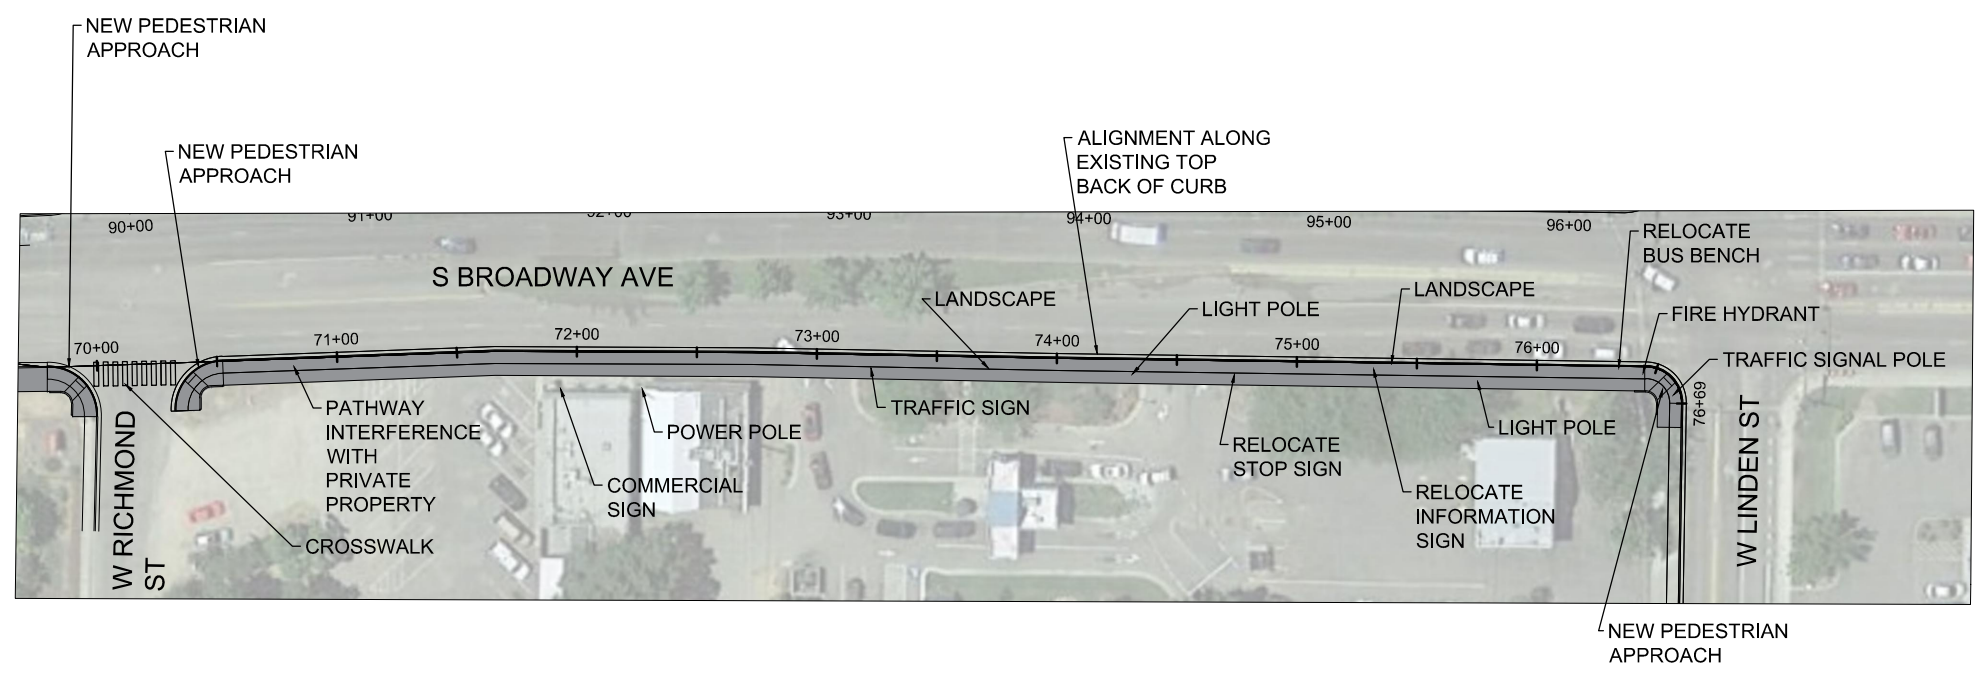 NEW PEDESTRIAN
APPROACH
NEW PEDESTRIAN
APPROACH
ALIGNMENT ALONG
EXISTING TOP
BACK OF CURB
90+00
91+00
92+00
93+00
94+00
95+00
96+00
RELOCATE
BUS BENCH
S BROADWAY AVE
LANDSCAPE
LIGHT POLE
LANDSCAPE
FIRE HYDRANT
70+00
71+00
72+00
73+00
74+00
75+00
76+00
TRAFFIC SIGNAL POLE
76+69
PATHWAY
INTERFERENCE
WITH
PRIVATE
PROPERTY
TRAFFIC SIGN
POWER POLE
LIGHT POLE
RELOCATE
STOP SIGN
COMMERCIAL
SIGN
RELOCATE
INFORMATION
SIGN
CROSSWALK
W RICHMOND
ST
W LINDEN ST
NEW PEDESTRIAN
APPROACH